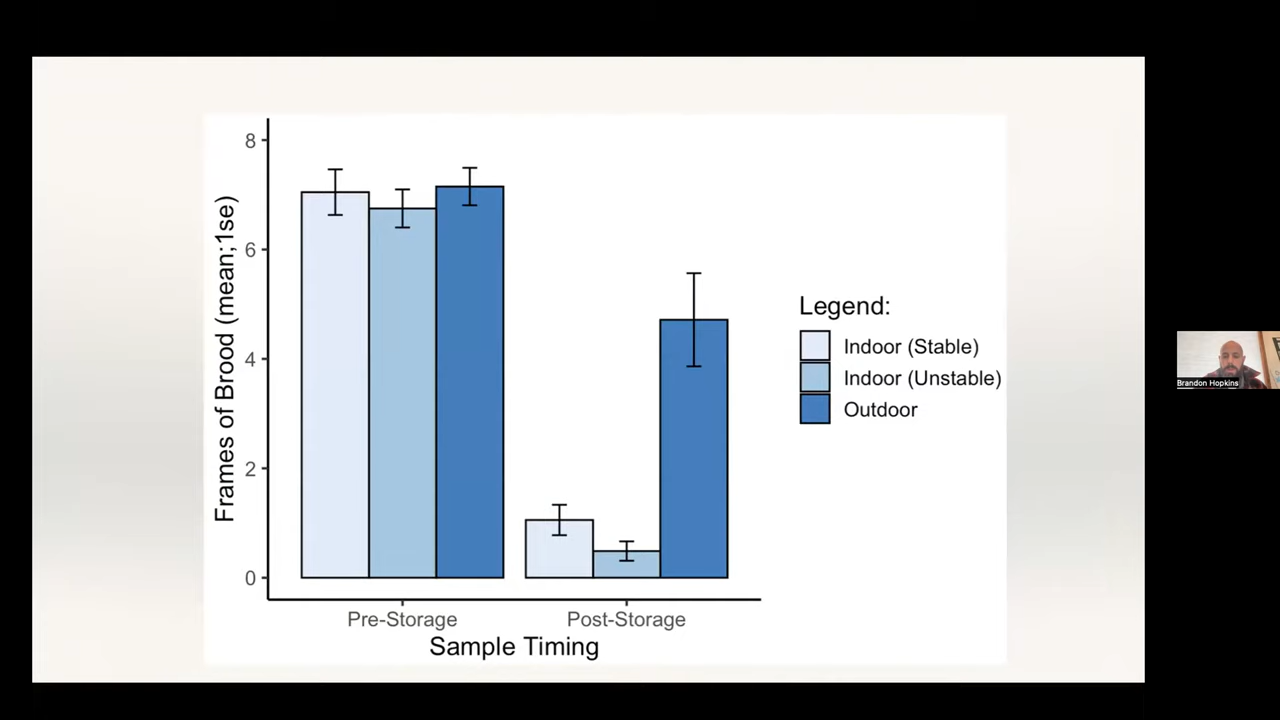 8
6
4
2
0
Frames of Brood (mean;1se)
Pre-Storage
Post-Storage
Sample Timing
Legend:
Indoor (Stable)
Indoor (Unstable)
Outdoor
Brandon Hopkins